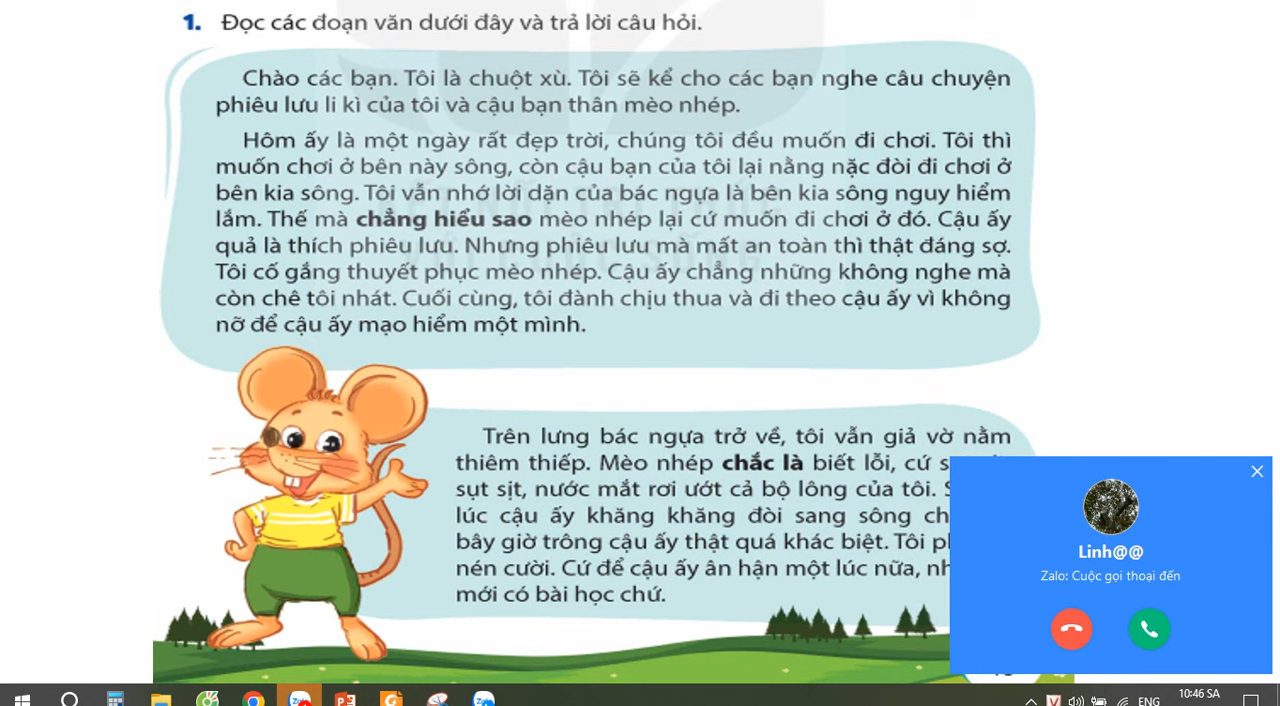 1. Đọc các đoạn văn dưới đây và trả lời câu hỏi.
Chào các bạn. Tôi là chuột xù. Tôi sẽ kể cho các bạn nghe câu chuyện
phiêu lưu li kì của tôi và cậu bạn thân mèo nhép.
Hôm ấy là một ngày rất đẹp trời, chúng tôi đều muốn đi chơi. Tôi thì
muốn chơi ở bên này sông, còn cậu bạn của tôi lại nằng nặc đòi đi chơi ở
bên kia sông. Tôi vẫn nhớ lời dặn của bác ngựa là bên kia sông nguy hiểm
lắm. Thế mà chẳng hiểu sao mèo nhép lại cứ muốn đi chơi ở đó. Cậu ấy
quả là thích phiêu lưu. Nhưng phiêu lưu mà mất an toàn thì thật đáng sợ.
Tôi cố gắng thuyết phục mèo nhép. Cậu ấy chẳng những không nghe mà
còn chê tôi nhát. Cuối cùng, tôi đành chịu thua và đi theo cậu ấy vì không
nỡ để cậu ấy mạo hiểm một mình.
Trên lưng bác ngựa trở về, tôi vẫn giả vờ nằm
thiêm thiếp. Mèo nhép chắc là biết lỗi, cứ
sụt sịt, nước mắt rơi ướt cả bộ lông của tôi.
lúc cậu ấy khăng khăng đòi sang sông
bây giờ trông cậu ấy thật quá khác biệt. Tôi
nén cười. Cứ để cậu ấy ân hận một lúc nữa,
mới có bài học chứ.
Linh@@
Zalo: Cuộc gọi thoại đến
ENG
10:46 SA